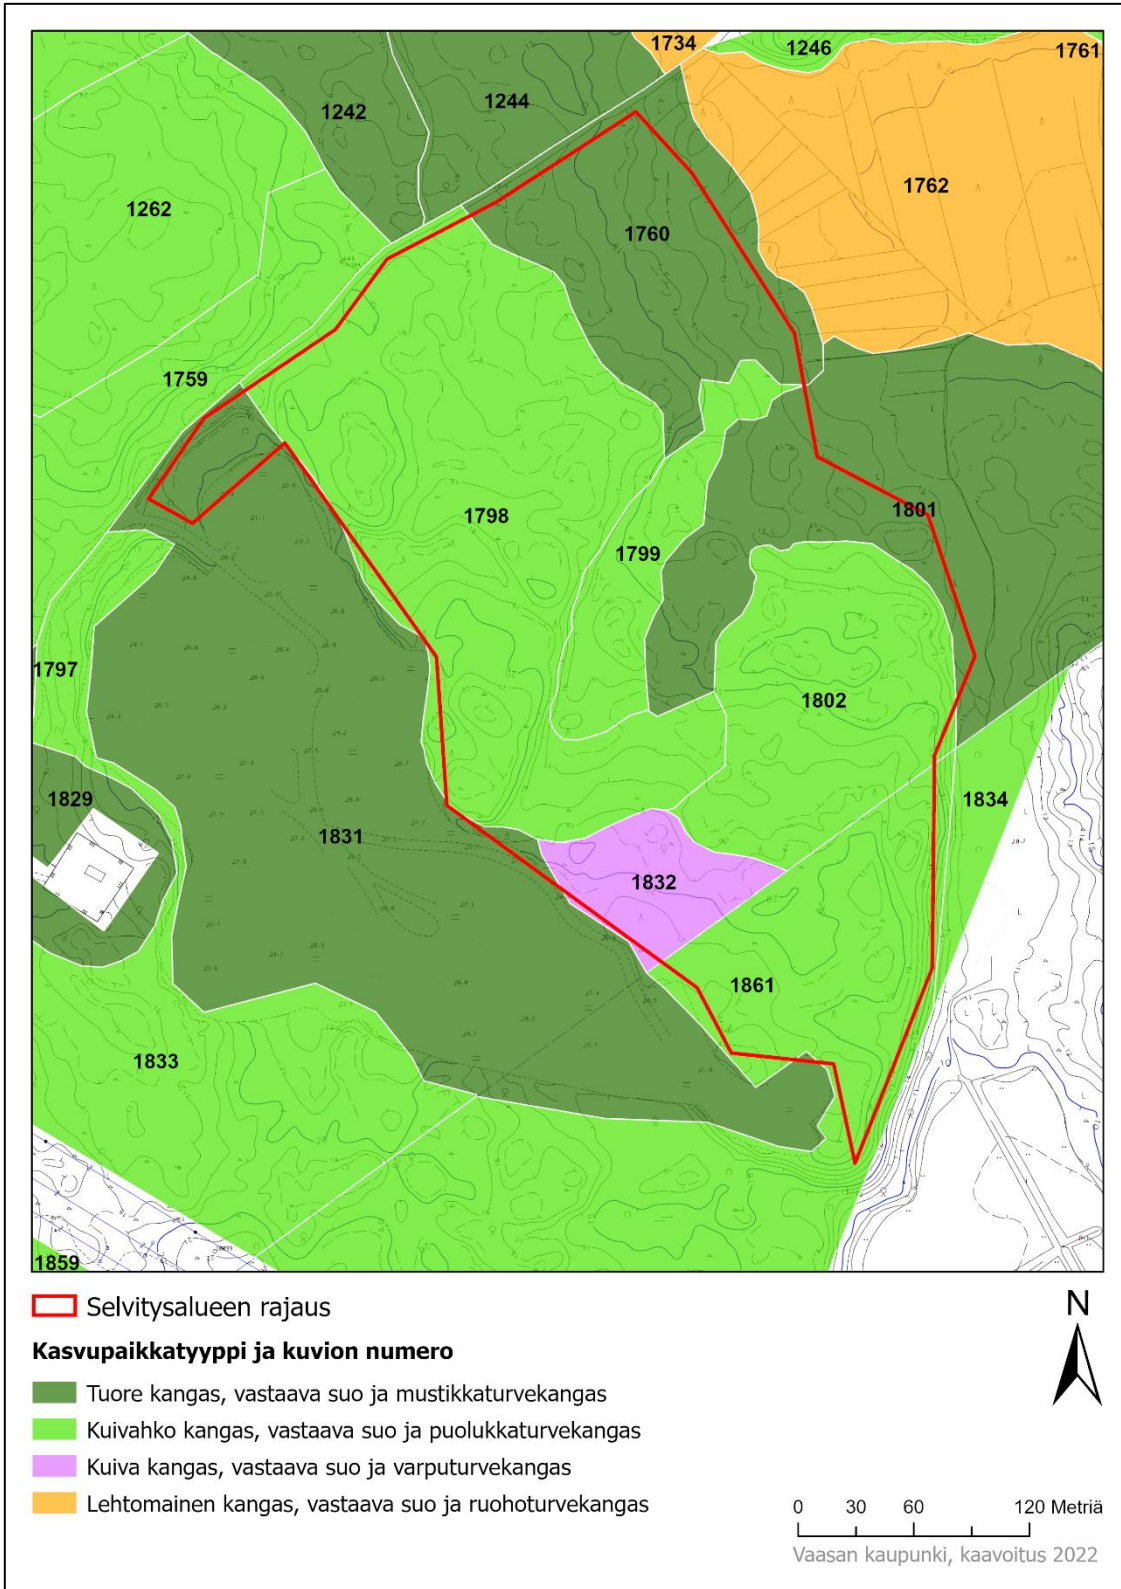 1734
1246
1761
1242
1244
1762
1262
1760
1759
1801
1798
1799
1797
1802
1829
1834
1831
1832
1861
1833
1859
Selvitysalueen rajaus
N
Kasvupaikkatyyppi ja kuvion numero
Tuore kangas, vastaava suo ja mustikkaturvekangas
Kuivahko kangas, vastaava suo ja puolukkaturvekangas
Kuiva kangas, vastaava suo ja varputurvekangas
Lehtomainen kangas, vastaava suo ja ruohoturvekangas
0 30 60 120 Metriä
Vaasan kaupunki, kaavoitus 2022